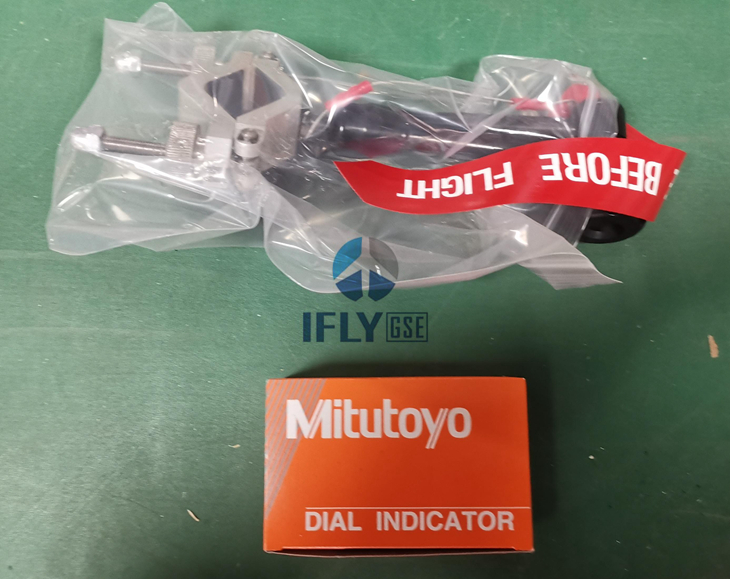 BEFORE FLIGHT
IFLY GSE
Mitutoyo
DIAL INDICATOR